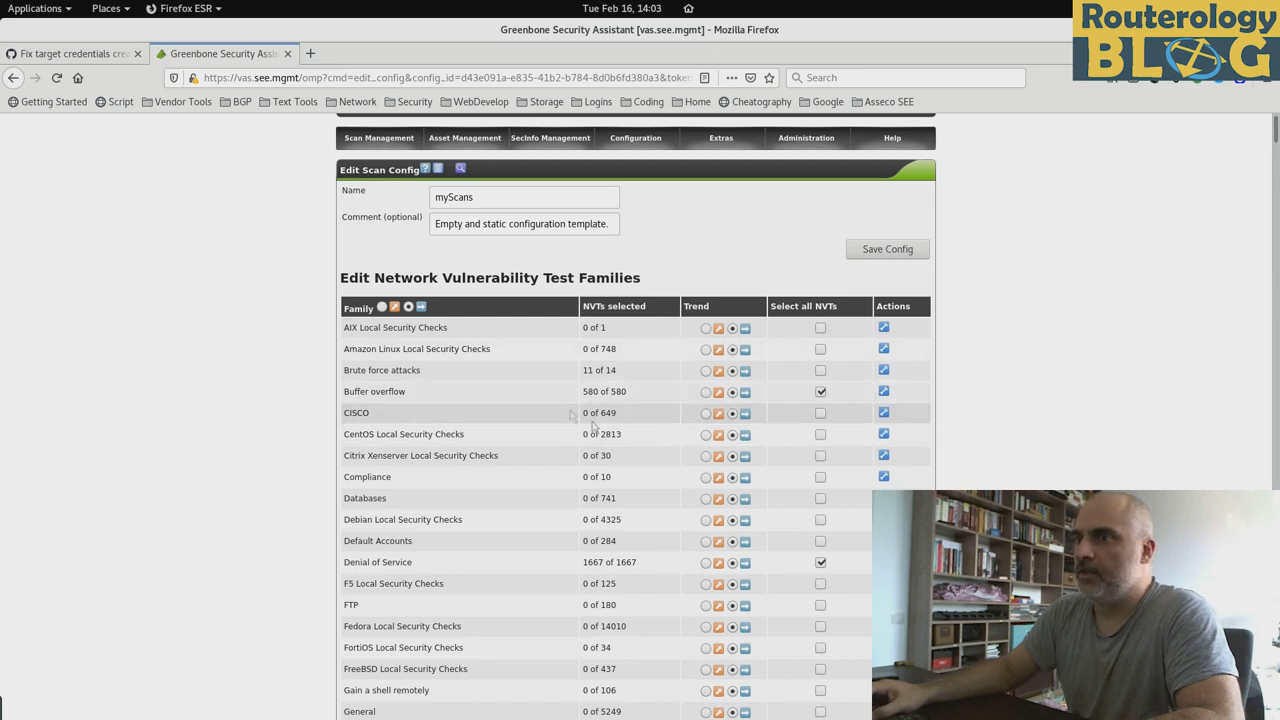 Applications
Places
Firefox ESR
Tue Feb 16, 14:03
Greenbone Security Assistant [vas.see.mgmt] - Mozilla Firefox
Routerology
BLOG
Fix target credentials cre
Greenbone Security Assis
https://vas.see.mgmt/omp?cmd=edit_config&config_id=d43e091a-e835-41b2-b784-8d0b6fd380a3&token
Search
Getting Started
Script
Vendor Tools
BGP
Text Tools
Network
Security
WebDevelop
Storage
Logins
Coding
Home
Cheatography
Google
Asseco SEE
Scan Management
Asset Management
SecInfo Management
Configuration
Extras
Administration
Help
Edit Scan Config
Name
myScans
Comment (optional)
Empty and static configuration template.
Save Config
Edit Network Vulnerability Test Families
Family NVTs selected Trend Select all NVTs Actions
AIX Local Security Checks 0 of 1
Amazon Linux Local Security Checks 0 of 748
Brute force attacks 11 of 14
Buffer overflow 580 of 580
CISCO 0 of 649
CentOS Local Security Checks 0 of 2813
Citrix Xenserver Local Security Checks 0 of 30
Compliance 0 of 10
Databases 0 of 741
Debian Local Security Checks 0 of 4325
Default Accounts 0 of 284
Denial of Service 1667 of 1667
F5 Local Security Checks 0 of 125
FTP 0 of 180
Fedora Local Security Checks 0 of 14010
FortiOS Local Security Checks 0 of 34
FreeBSD Local Security Checks 0 of 437
Gain a shell remotely 0 of 106
General 0 of 5249